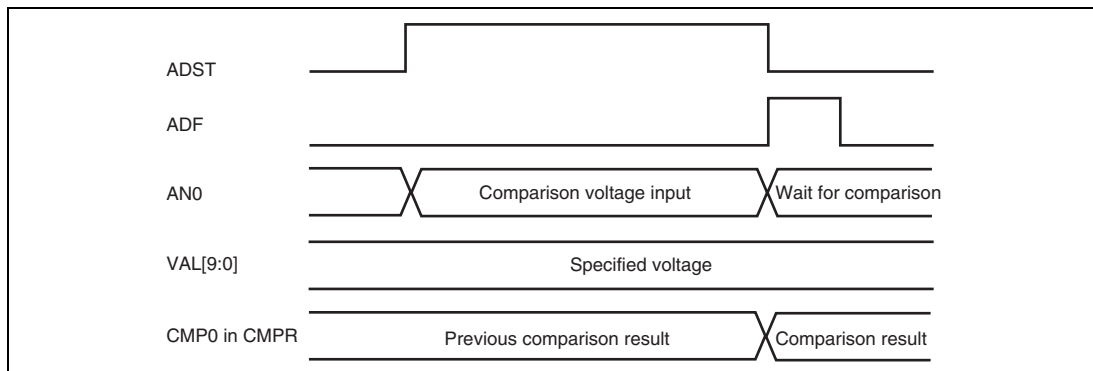 ADST
ADF
AN0 Comparison voltage input Wait for comparison
VAL[9:0] Specified voltage
CMP0 in CMPR Previous comparison result Comparison result